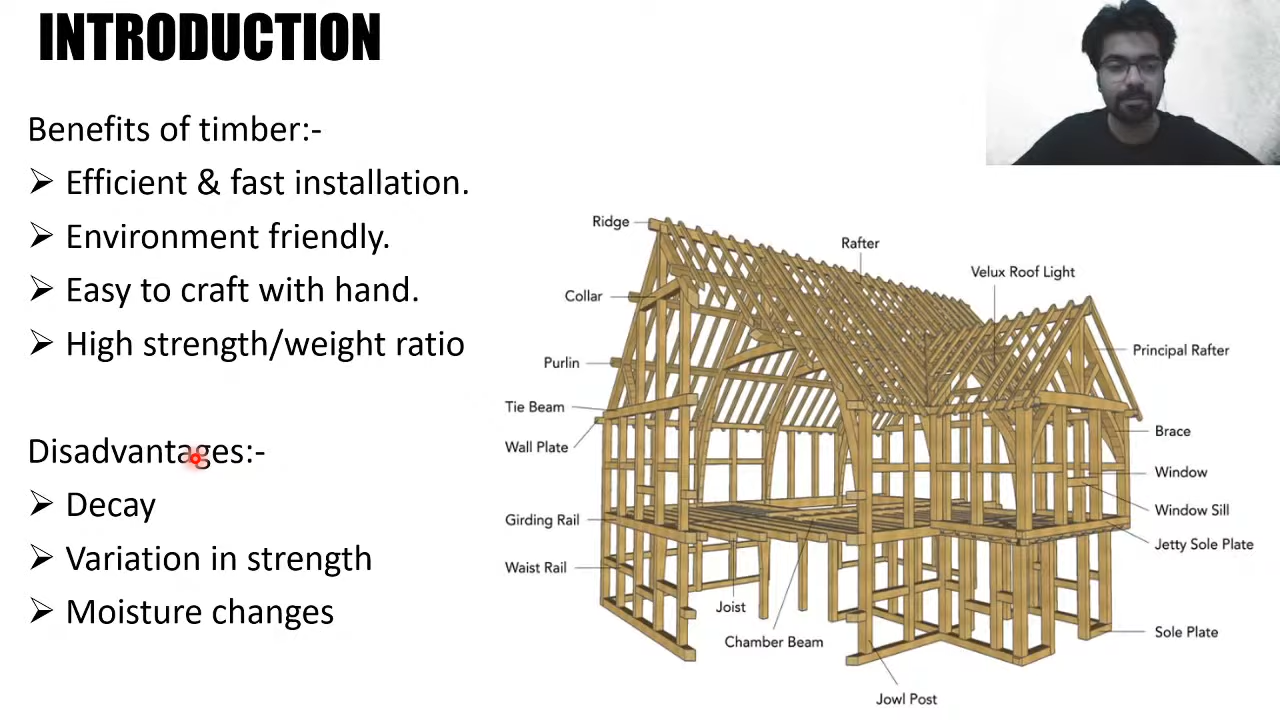 INTRODUCTION
Benefits of timber:-
➢ Efficient & fast installation.
➢ Environment friendly.
➢ Easy to craft with hand.
➢ High strength/weight ratio
Disadvantages:-
➢ Decay
➢ Variation in strength
➢ Moisture changes
Ridge
Rafter
Velux Roof Light
Collar
Principal Rafter
Purlin
Tie Beam
Brace
Wall Plate
Window
Window Sill
Girding Rail
Jetty Sole Plate
Waist Rail
Joist
Chamber Beam
Sole Plate
Jowl Post